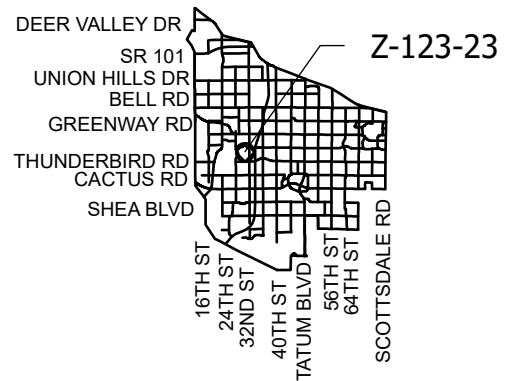 DEER VALLEY DR
SR 101
UNION HILLS DR
BELL RD
GREENWAY RD
THUNDERBIRD RD
CACTUS RD
SHEA BLVD
Z-123-23
16TH ST
24TH ST
32ND ST
40TH ST
TATUM BLVD
56TH ST
64TH ST
SCOTTSDALE RD